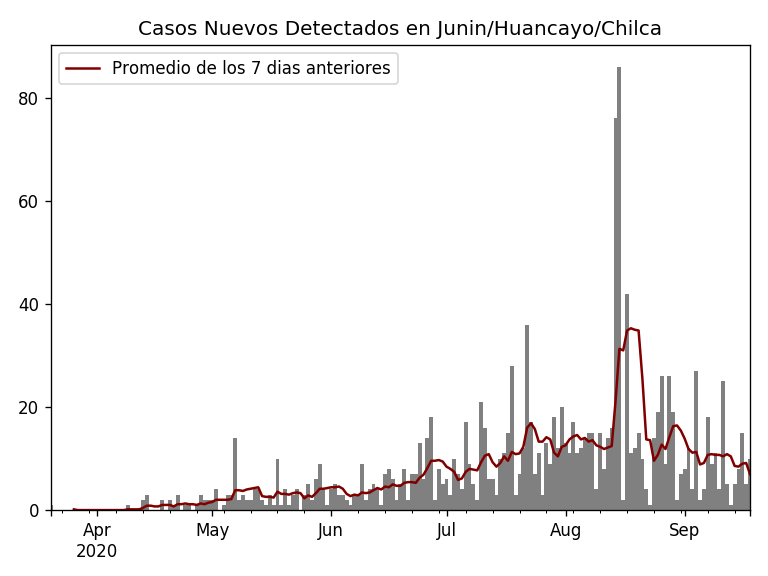 Casos Nuevos Detectados en Junin/Huancayo/Chilca
Promedio de los 7 dias anteriores
80
60
40
20
0
Apr
2020
May
Jun
Jul
Aug
Sep